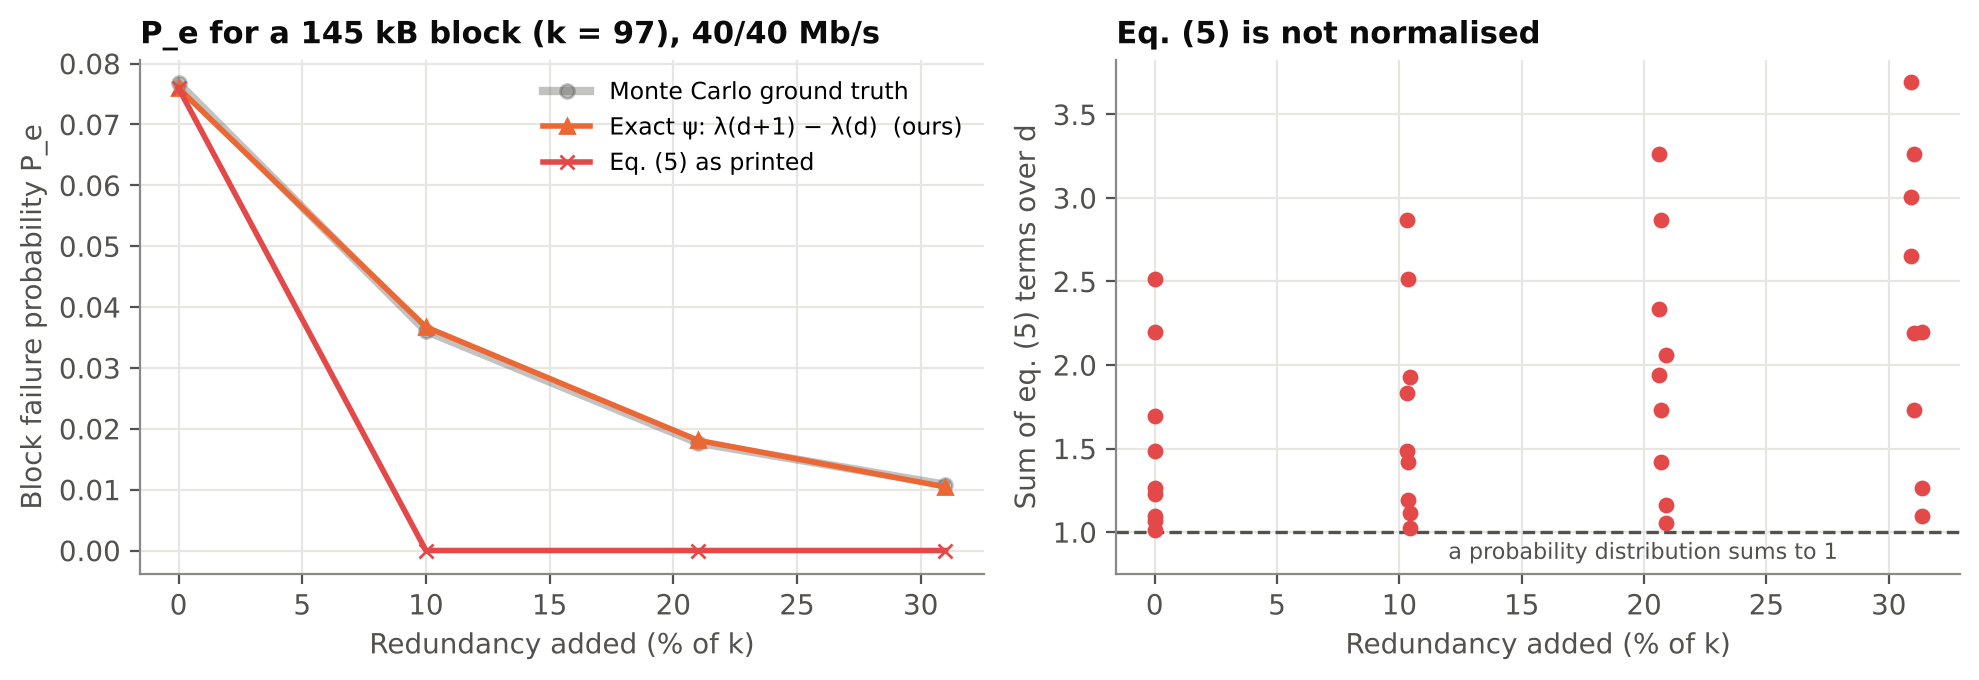 P_e for a 145 kB block (k = 97), 40/40 Mb/s
Block failure probability P_e
0.08
0.07
0.06
0.05
0.04
0.03
0.02
0.01
0.00
Monte Carlo ground truth
Exact ψ: λ(d+1) − λ(d)  (ours)
Eq. (5) as printed
0 5 10 15 20 25 30
Redundancy added (% of k)
Eq. (5) is not normalised
Sum of eq. (5) terms over d
3.5
3.0
2.5
2.0
1.5
1.0
a probability distribution sums to 1
0 5 10 15 20 25 30
Redundancy added (% of k)